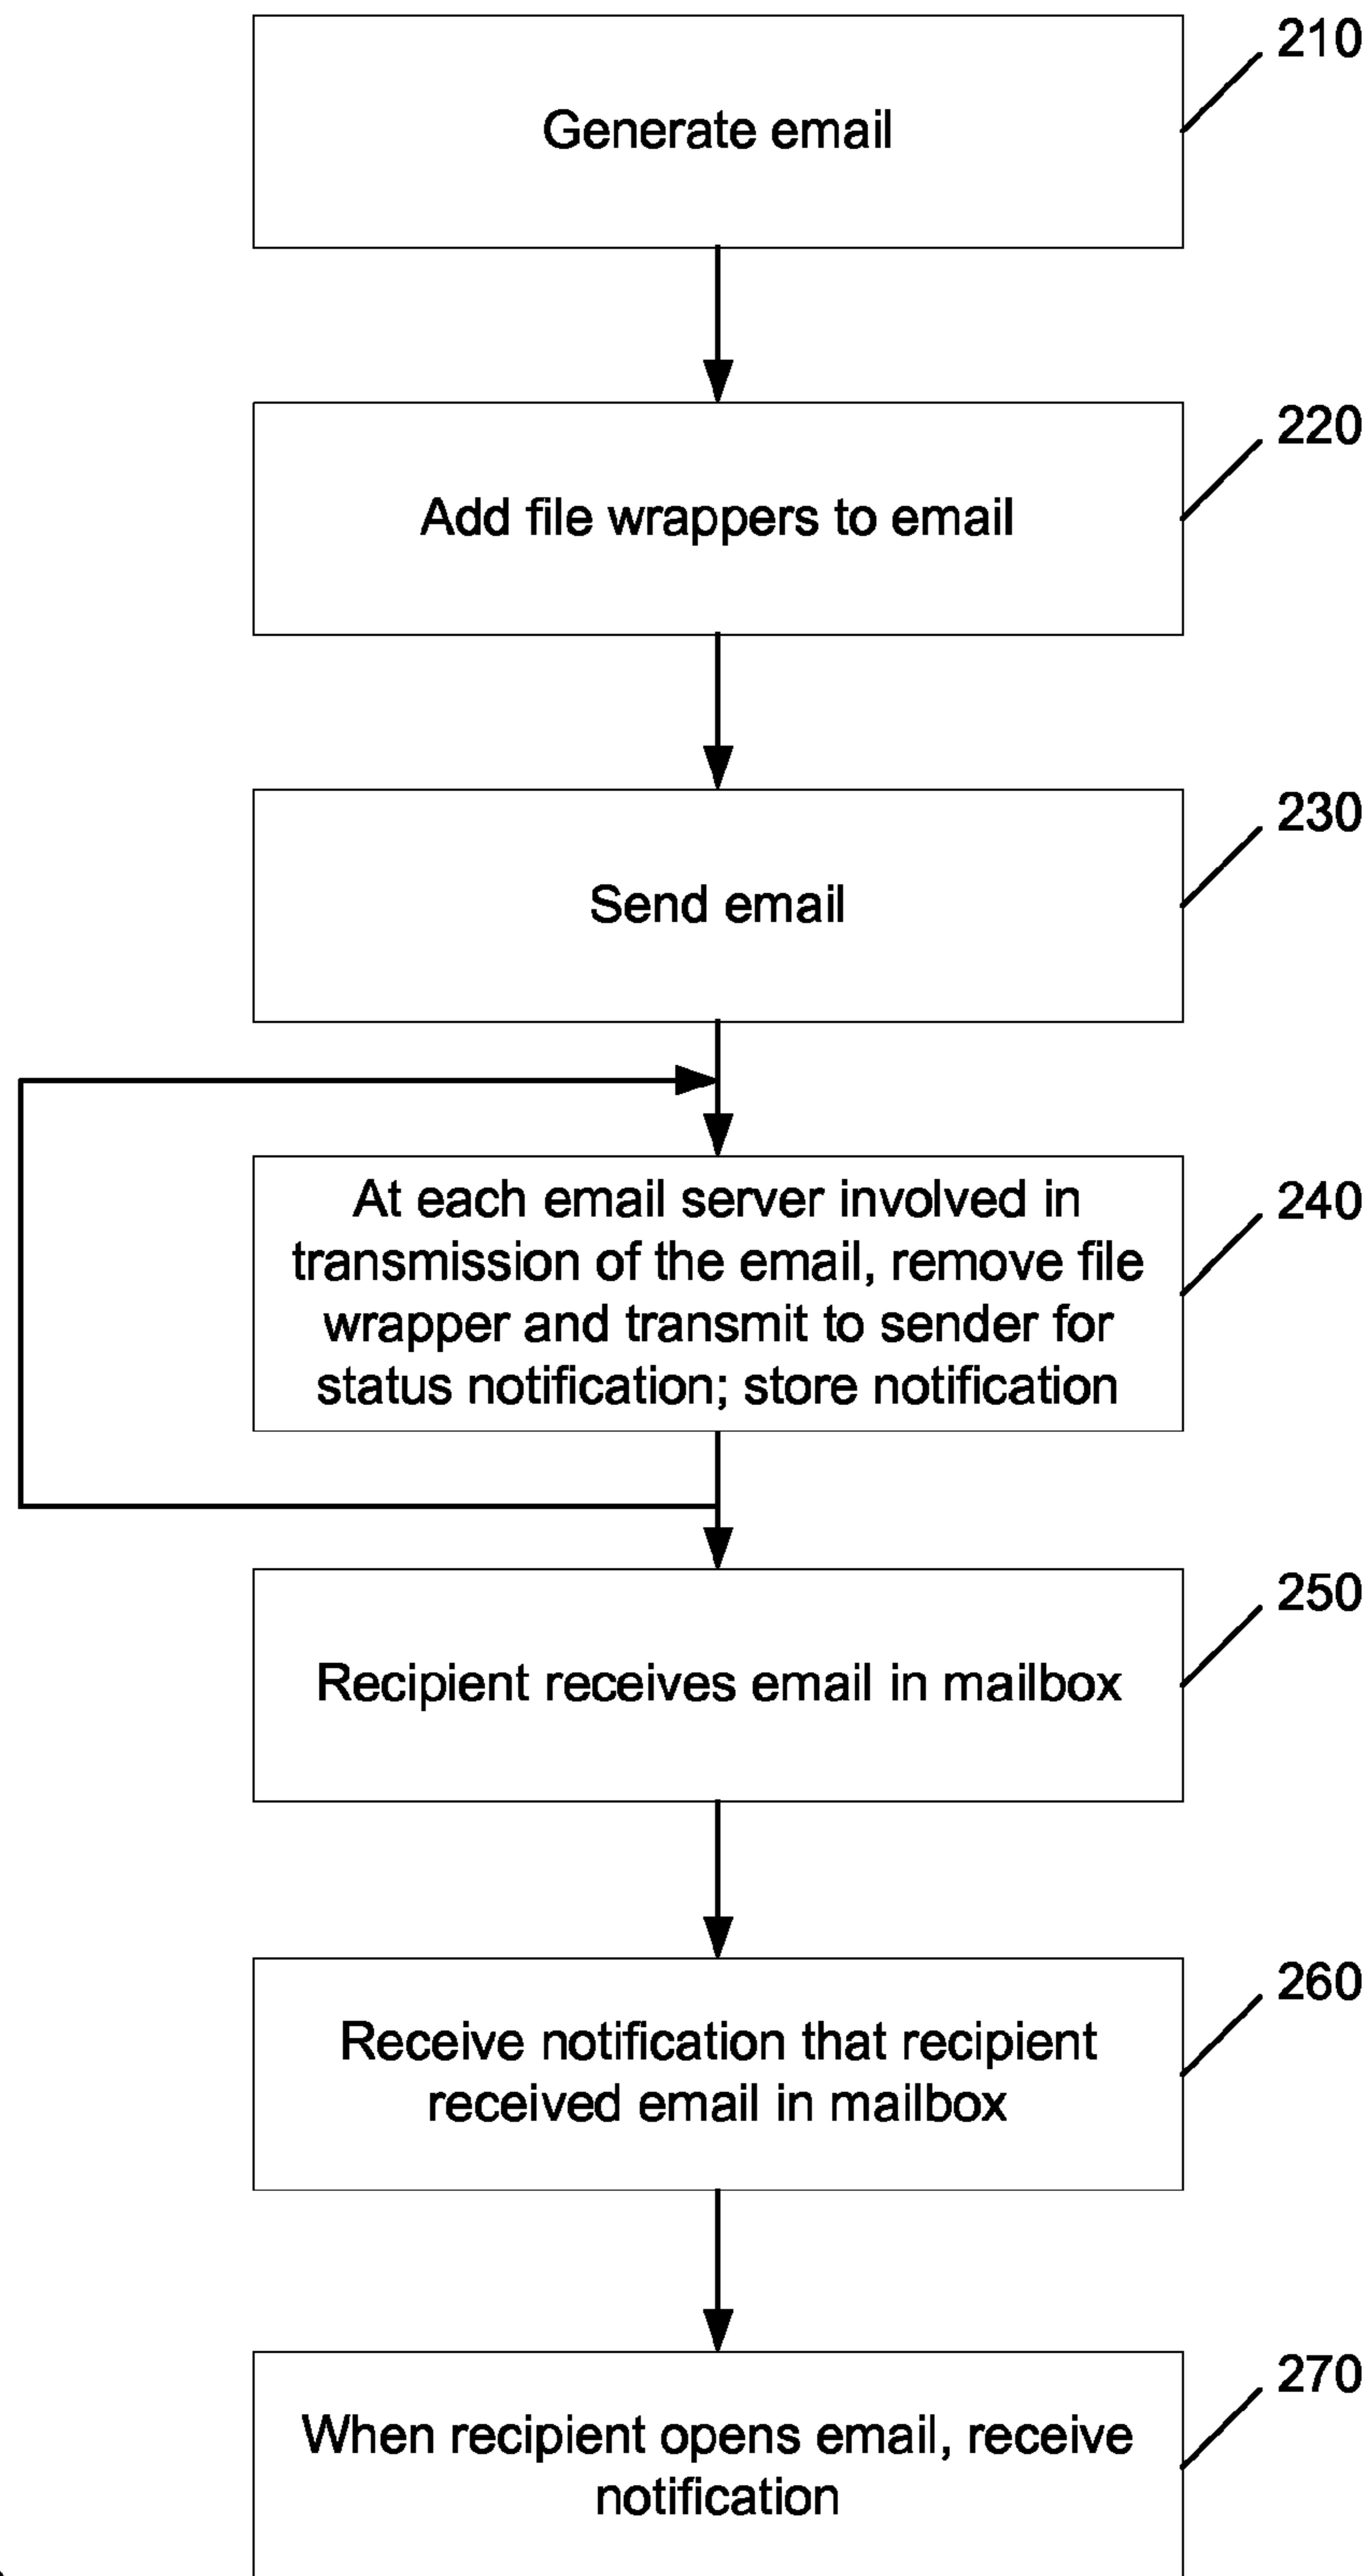 210
Generate email
220
Add file wrappers to email
230
Send email
240
At each email server involved in
transmission of the email, remove file
wrapper and transmit to sender for
status notification; store notification
250
Recipient receives email in mailbox
260
Receive notification that recipient
received email in mailbox
270
When recipient opens email, receive
notification